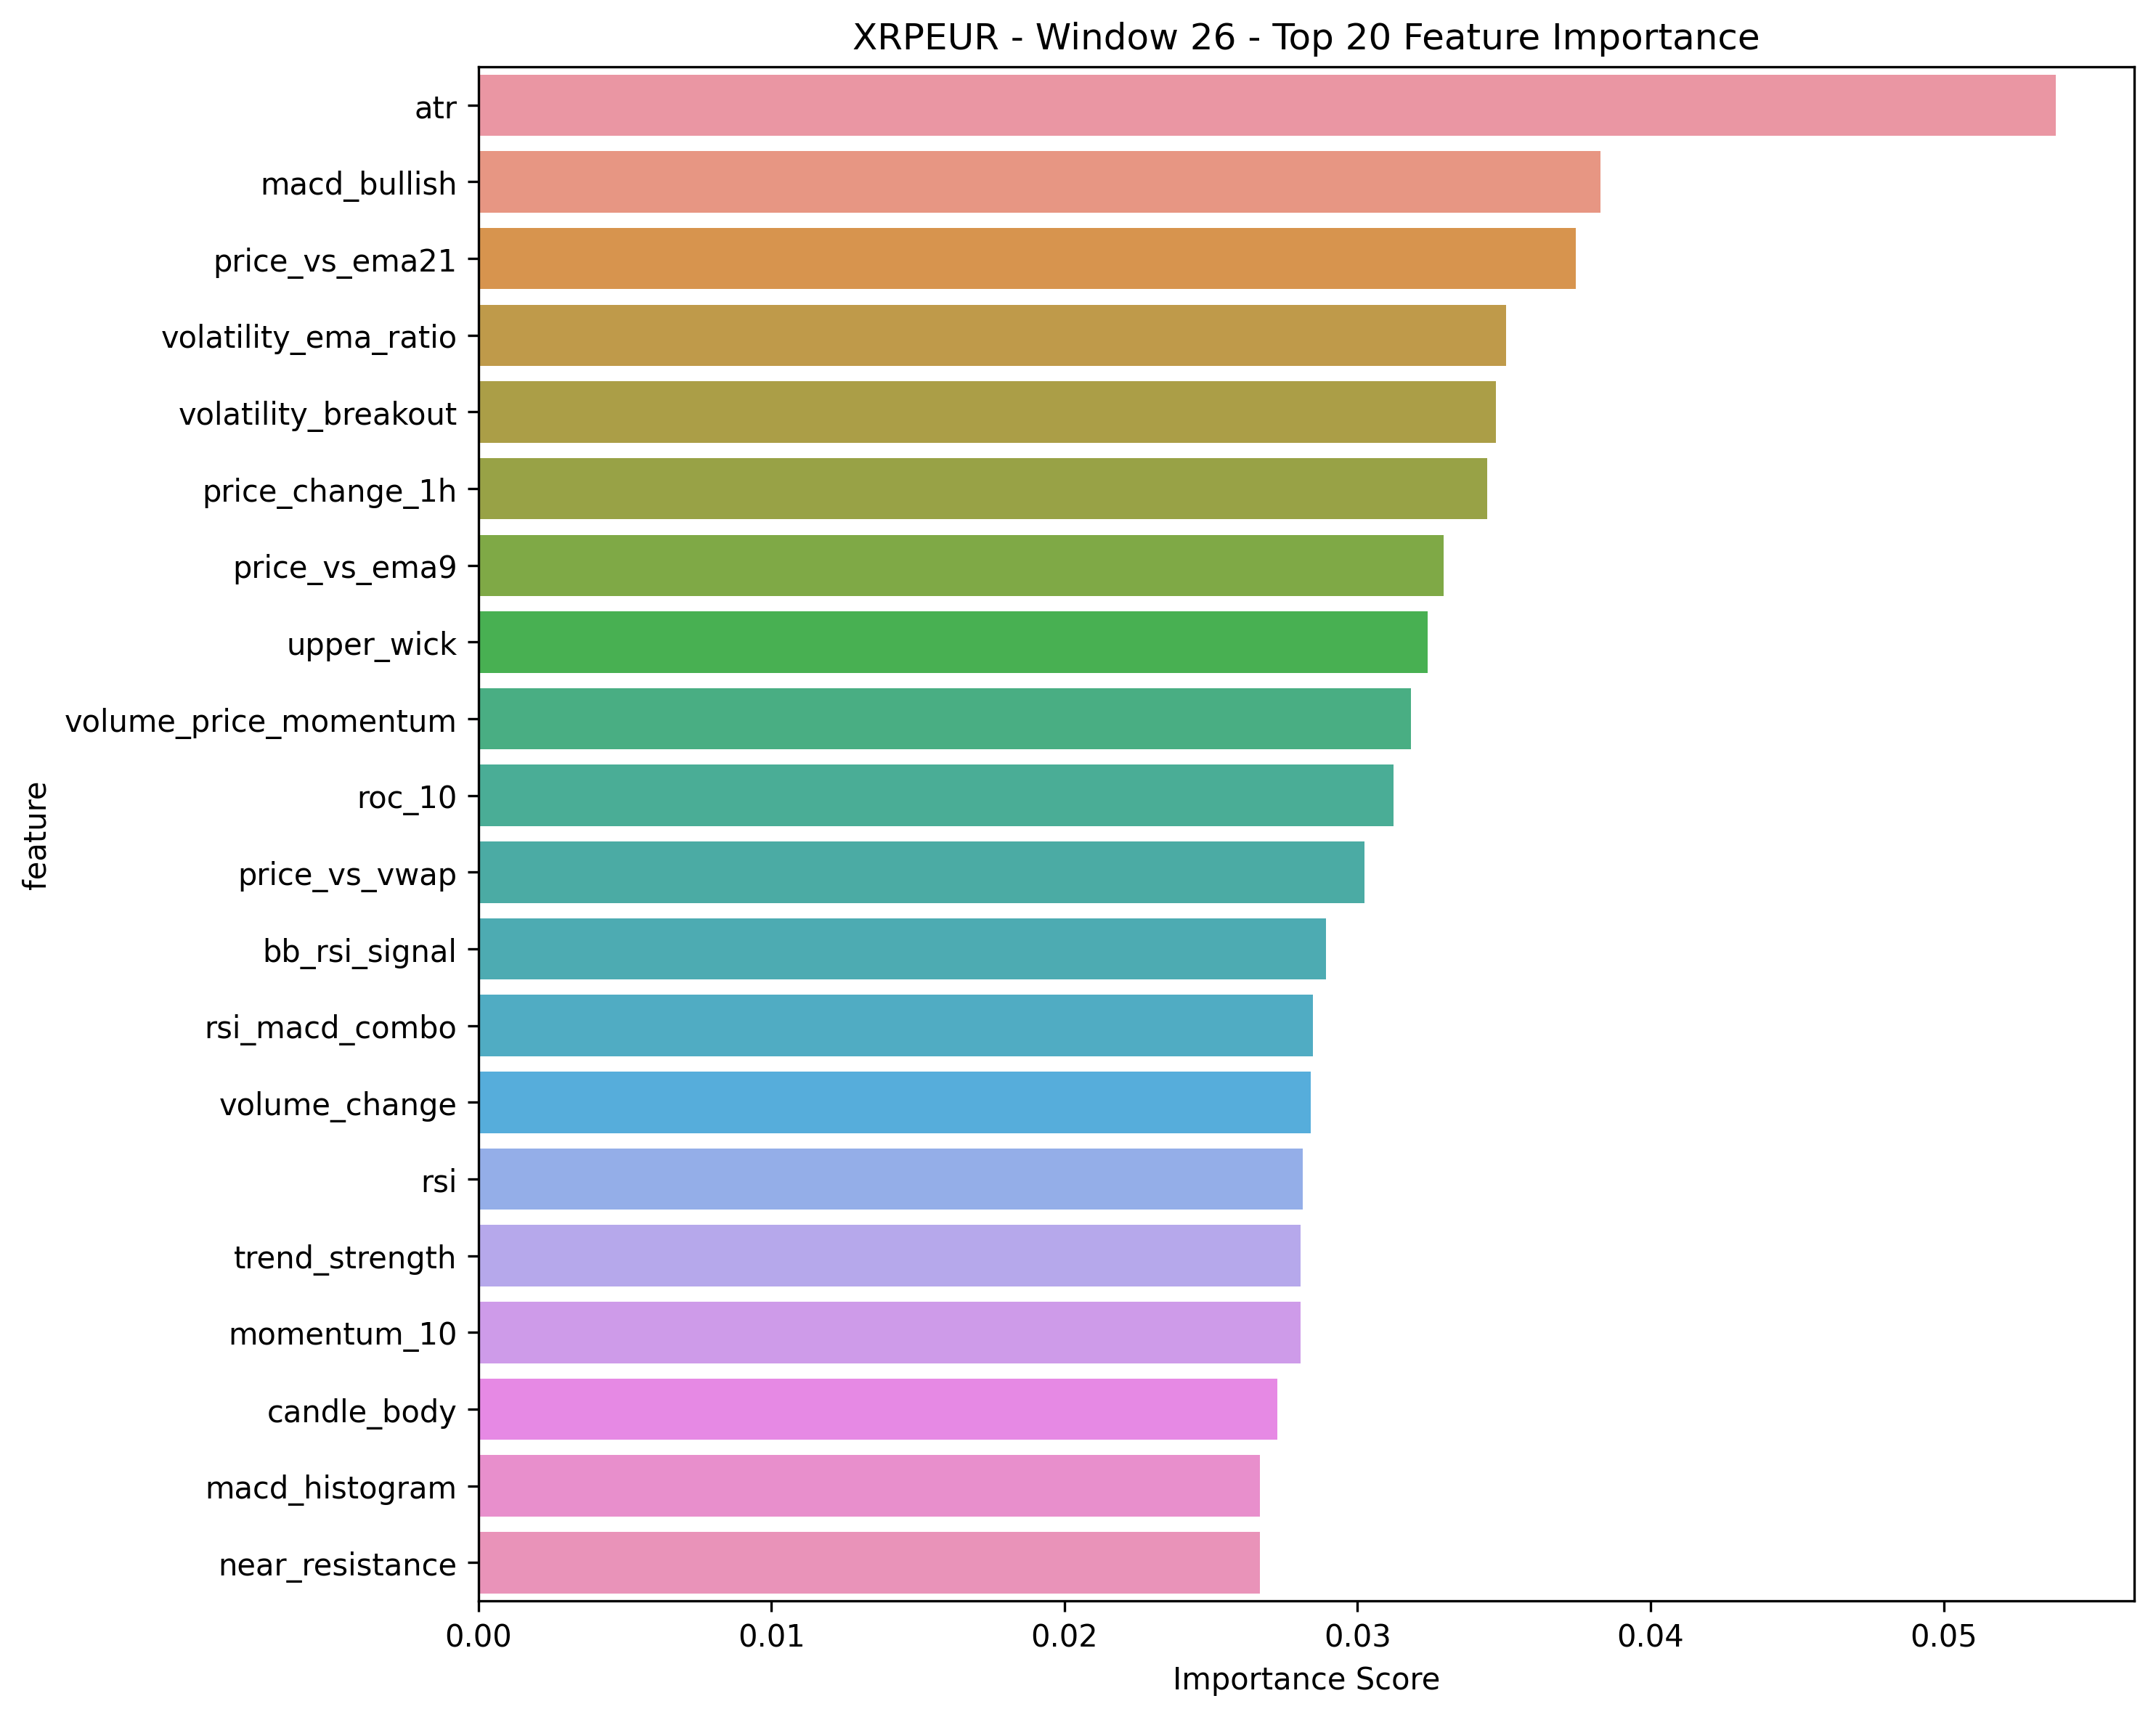 XRPEUR - Window 26 - Top 20 Feature Importance
feature
atr
macd_bullish
price_vs_ema21
volatility_ema_ratio
volatility_breakout
price_change_1h
price_vs_ema9
upper_wick
volume_price_momentum
roc_10
price_vs_vwap
bb_rsi_signal
rsi_macd_combo
volume_change
rsi
trend_strength
momentum_10
candle_body
macd_histogram
near_resistance
0.00 0.01 0.02 0.03 0.04 0.05
Importance Score